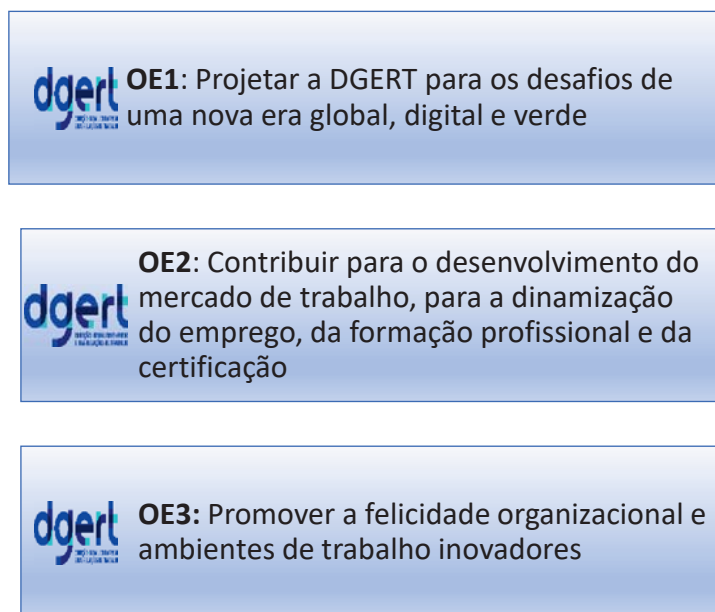 dgert
OE1: Projetar a DGERT para os desafios de
uma nova era global, digital e verde
dgert
OE2: Contribuir para o desenvolvimento do
mercado de trabalho, para a dinamização
do emprego, da formação profissional e da
certificação
dgert
OE3: Promover a felicidade organizacional e
ambientes de trabalho inovadores